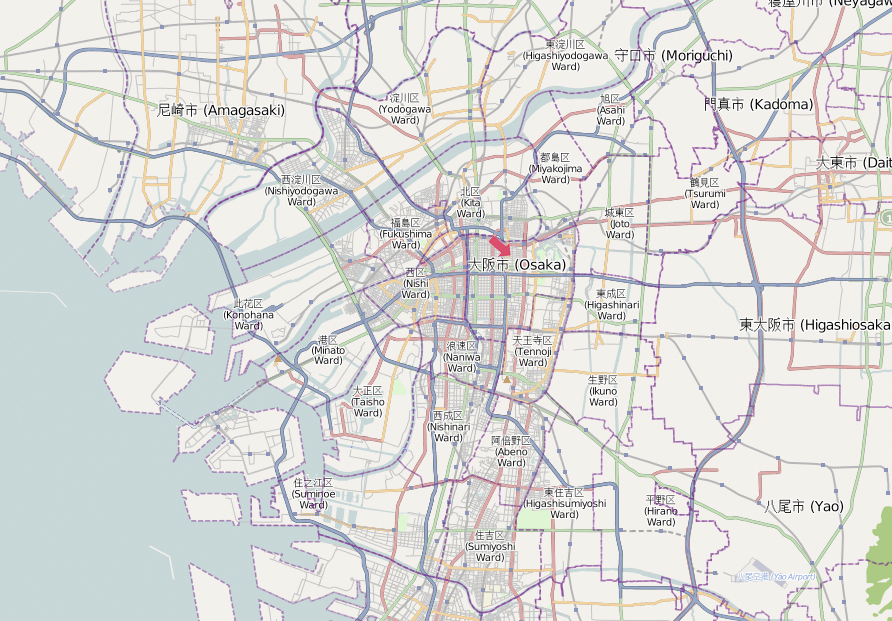 寝屋川市 (Neyagaw
東淀川区
(Higashiyodogawa
Ward)
守口市 (Moriguchi)
淀川区
(Yodogawa
Ward)
旭区
(Asahi
Ward)
尼崎市 (Amagasaki)
門真市 (Kadoma)
都島区
(Miyakojima
Ward)
大東市 (Dait
西淀川区
(Nishiyodogawa
Ward)
北区
(Kita
Ward)
鶴見区
(Tsurumi
Ward)
福島区
(Fukushima
Ward)
城東区
(Joto
Ward)
大阪市 (Osaka)
西区
(Nishi
Ward)
此花区
(Konohana
Ward)
東成区
(Higashinari
Ward)
東大阪市 (Higashiosaka
港区
(Minato
Ward)
浪速区
(Naniwa
Ward)
天王寺区
(Tennoji
Ward)
大正区
(Taisho
Ward)
生野区
(Ikuno
Ward)
西成区
(Nishinari
Ward)
阿倍野区
(Abeno
Ward)
住之江区
(Suminoe
Ward)
東住吉区
(Higashisumiyoshi
Ward)
平野区
(Hirano
Ward)
八尾市 (Yao)
住吉区
(Sumiyoshi
Ward)
八尾空港 (Yao Airport)